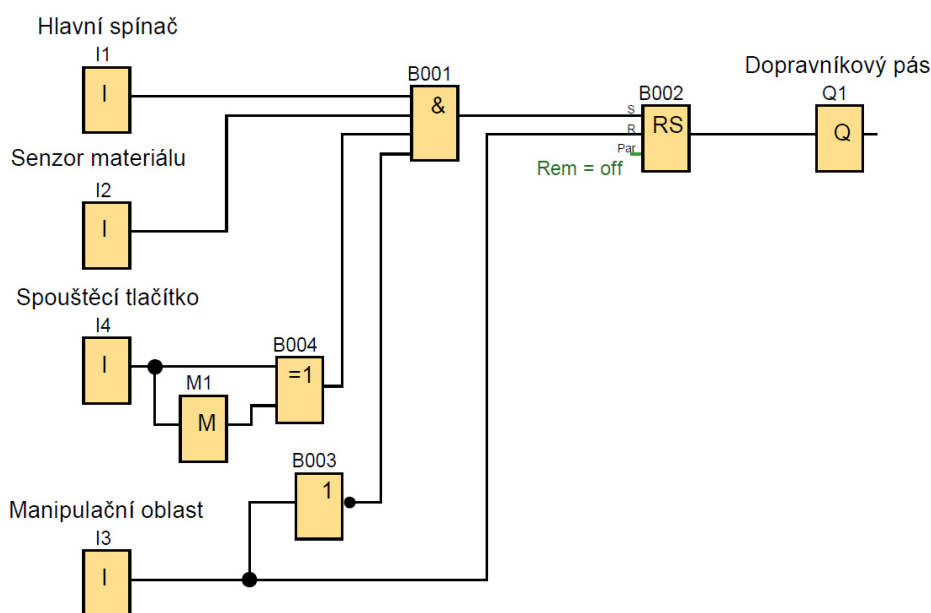 Hlavní spínač
I1
I
Senzor materiálu
I2
I
Spouštěcí tlačítko
I4
I
M1
M
B004
=1
B003
1
Manipulační oblast
I3
I
B001
&
B002
S
R
Par
RS
Rem = off
Dopravníkový pás
Q1
Q